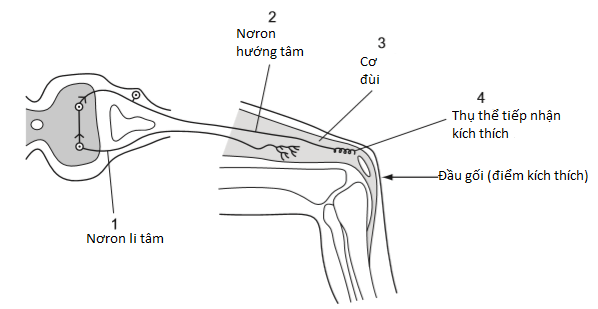 2
Nơron
hướng tâm
3
Cơ
đùi
4
Thụ thể tiếp nhận
kích thích
Đầu gối (điểm kích thích)
1
Nơron li tâm